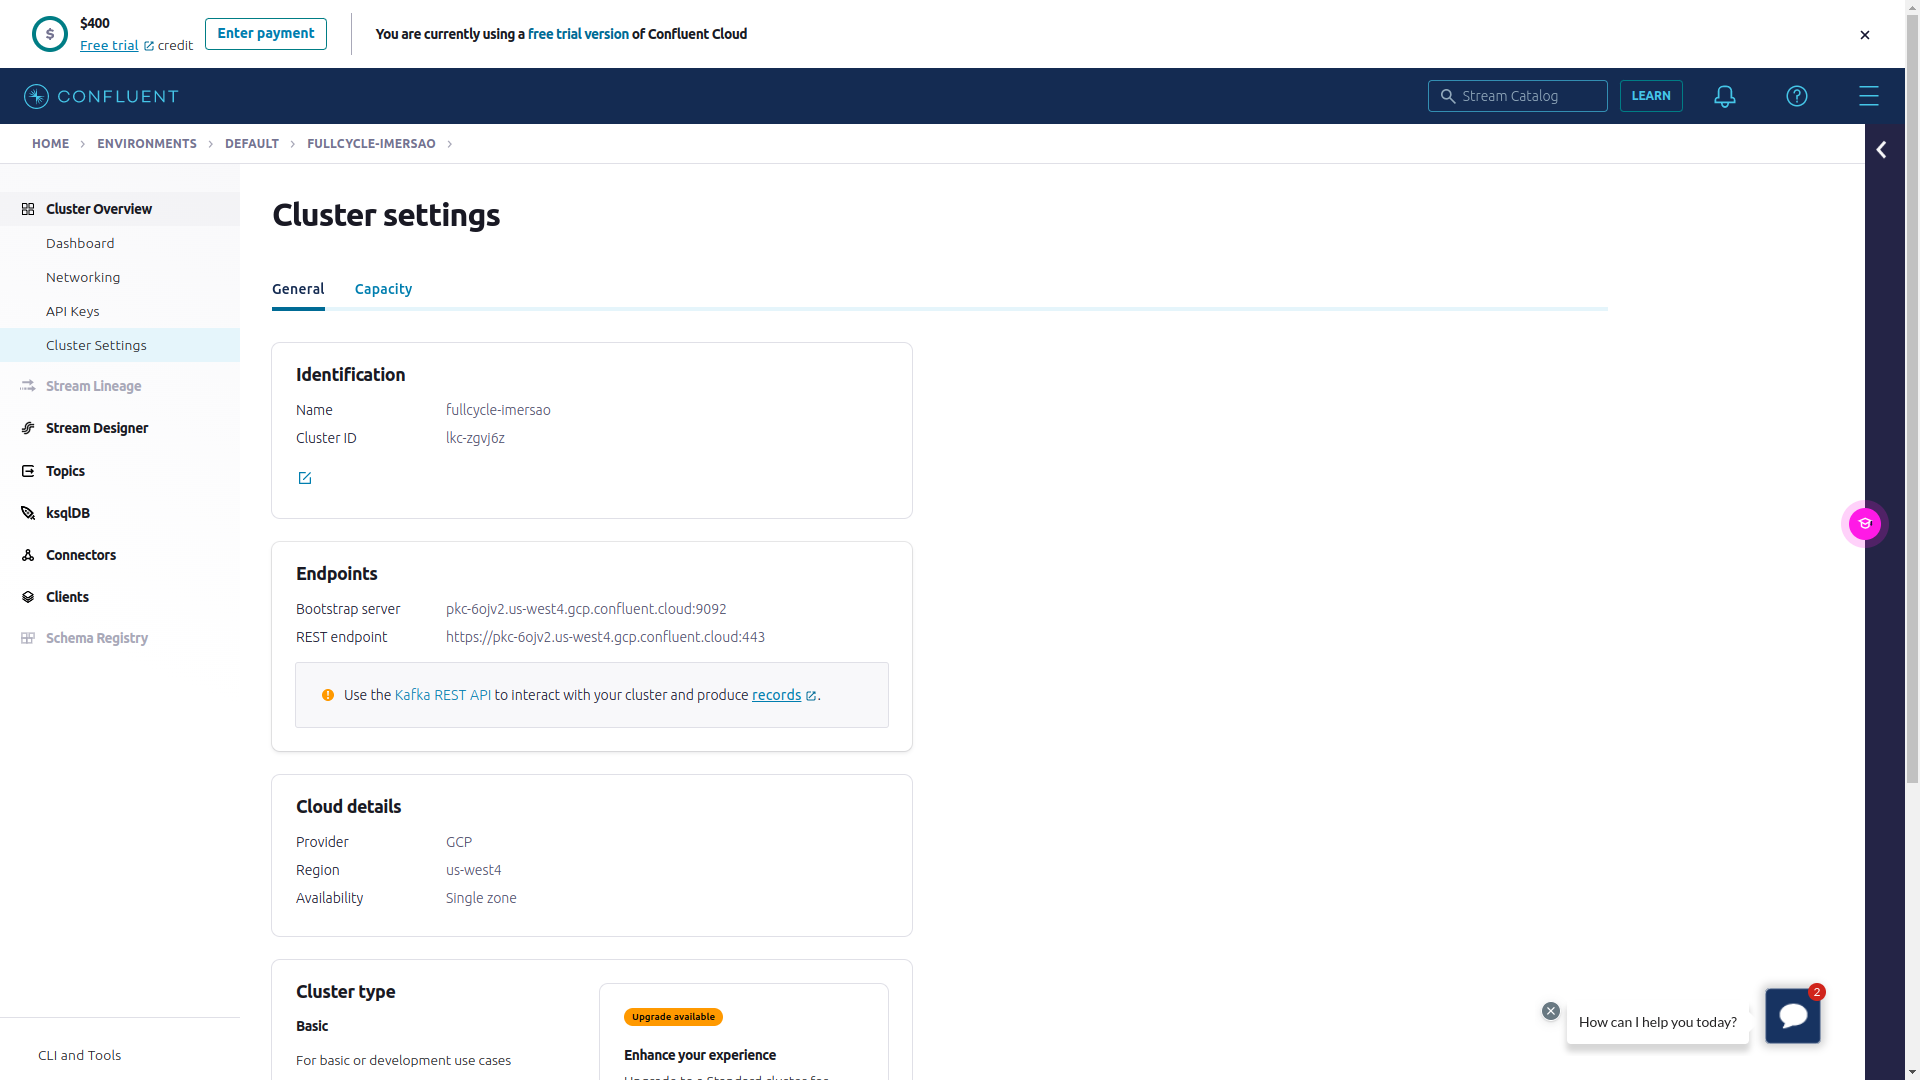 $400
Free trial credit
Enter payment
You are currently using a free trial version of Confluent Cloud
CONFLUENT
Stream Catalog
LEARN
HOME
ENVIRONMENTS
DEFAULT
FULLCYCLE-IMERSAO
Cluster Overview
Dashboard
Networking
API Keys
Cluster Settings
Stream Lineage
Stream Designer
Topics
ksqlDB
Connectors
Clients
Schema Registry
CLI and Tools
Cluster settings
General
Capacity
Identification
Name fullcycle-imersao
Cluster ID lkc-zgvj6z
Endpoints
Bootstrap server pkc-6ojv2.us-west4.gcp.confluent.cloud:9092
REST endpoint https://pkc-6ojv2.us-west4.gcp.confluent.cloud:443
Use the Kafka REST API to interact with your cluster and produce records.
Cloud details
Provider GCP
Region us-west4
Availability Single zone
Cluster type
Basic
For basic or development use cases
Upgrade available
Enhance your experience
Upgrade to a Standard cluster for
How can I help you today?
2